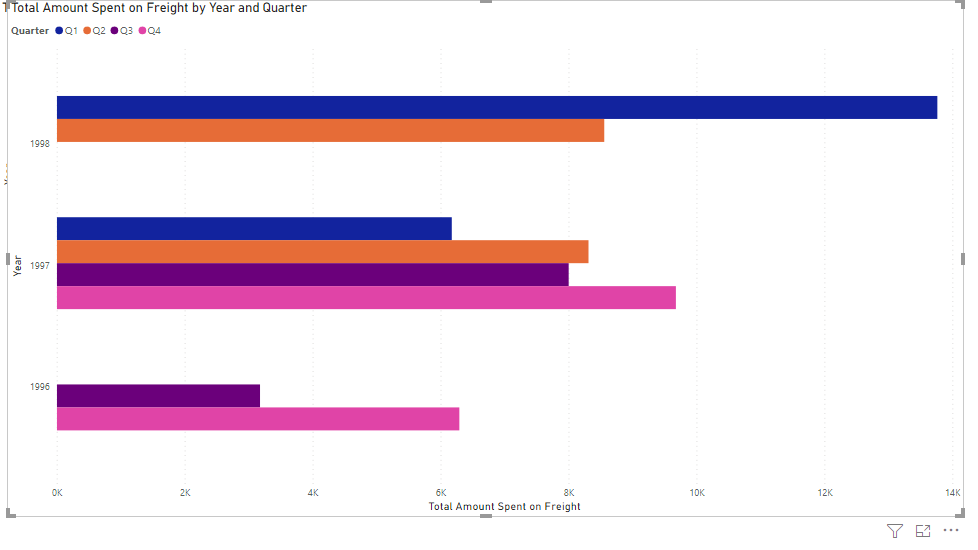 Total Amount Spent on Freight by Year and Quarter
Quarter Q1 Q2 Q3 Q4
1998
1997
Year
1996
0K 2K 4K 6K 8K 10K 12K 14K
Total Amount Spent on Freight